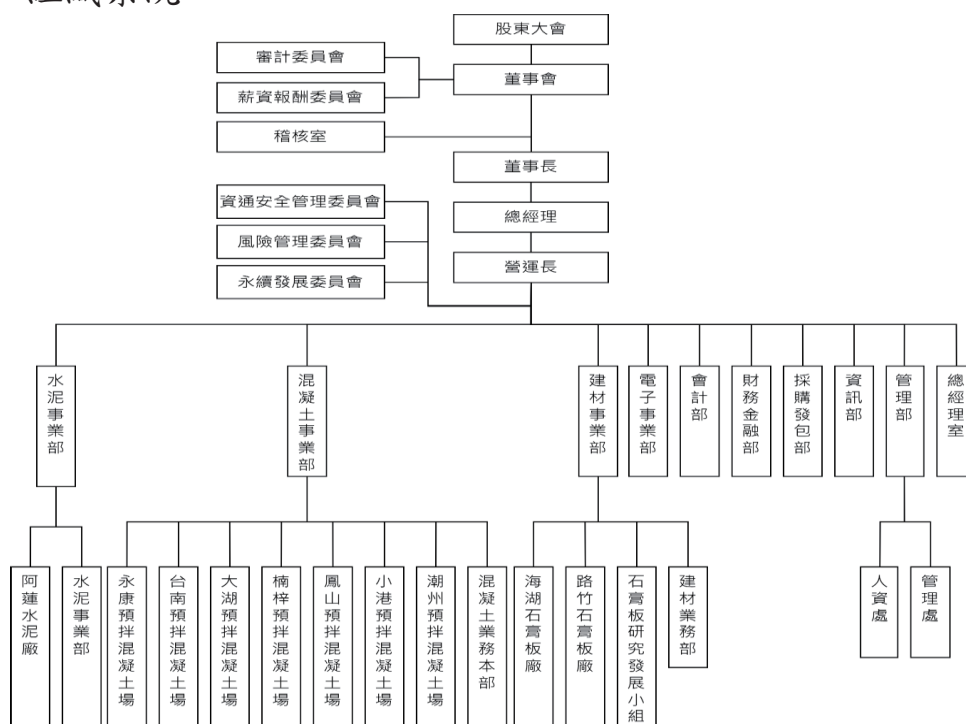 組織系統
股東大會
審計委員會
董事會
薪資報酬委員會
稽核室
董事長
資通安全管理委員會
總經理
風險管理委員會
營運長
永續發展委員會
水泥事業部
混凝土事業部
建材事業部
電子事業部
會計部
財務金融部
採購發包部
資訊部
管理部
總經理室
阿蓮水泥廠
水泥事業部
永康預拌混凝土場
台南預拌混凝土場
大湖預拌混凝土場
楠梓預拌混凝土場
鳳山預拌混凝土場
小港預拌混凝土場
潮州預拌混凝土場
混凝土業務本部
海湖石膏板廠
路竹石膏板廠
石膏板研究發展小組
建材業務部
人資處
管理處